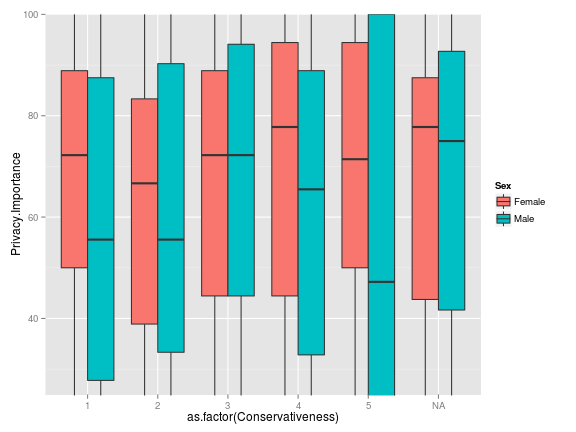 100
80
60
40
Privacy.Importance
1 2 3 4 5 NA
as.factor(Conservativeness)
Sex
Female
Male